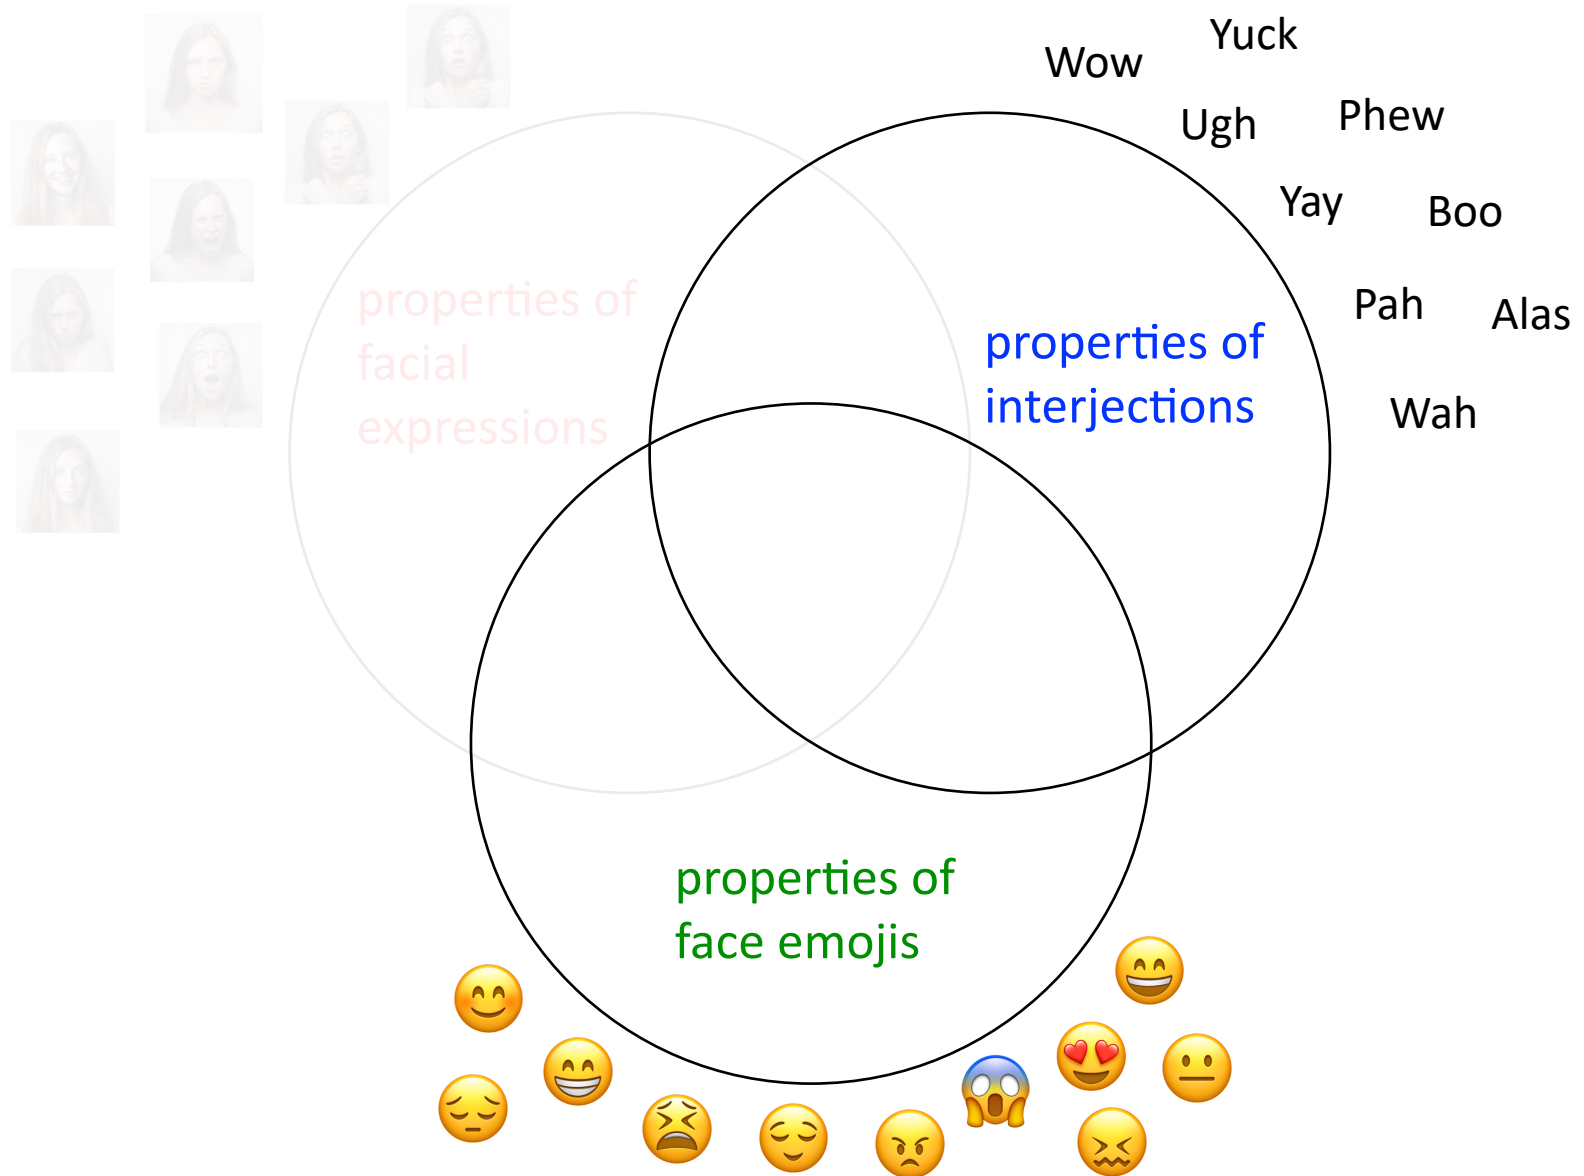 Yuck
Wow
Ugh
Phew
Yay
Boo
properties of
facial
expressions
Pah
Alas
properties of
interjections
Wah
properties of
face emojis